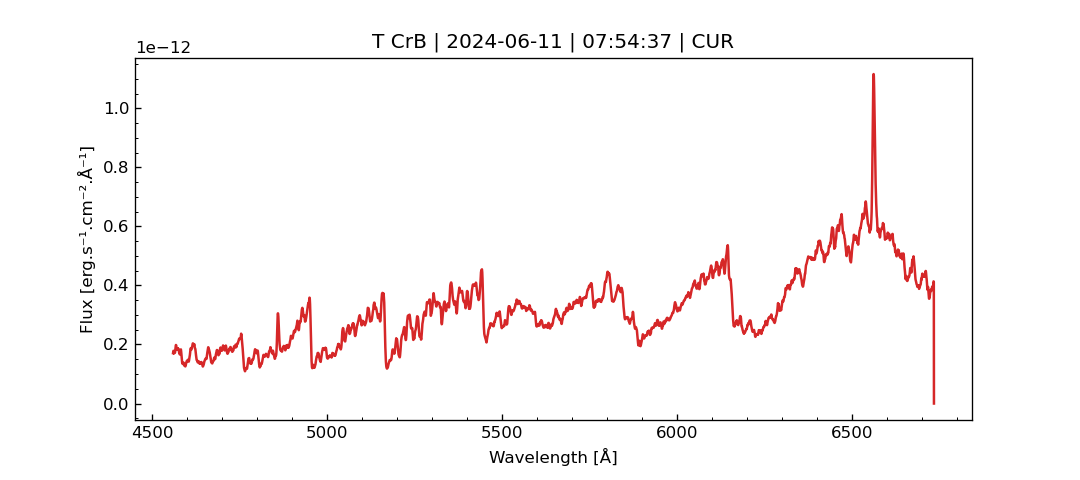 T CrB | 2024-06-11 | 07:54:37 | CUR
1e−12
1.0
0.8
0.6
0.4
0.2
0.0
Flux [erg.s⁻¹.cm⁻².Å⁻¹]
4500 5000 5500 6000 6500
Wavelength [Å]